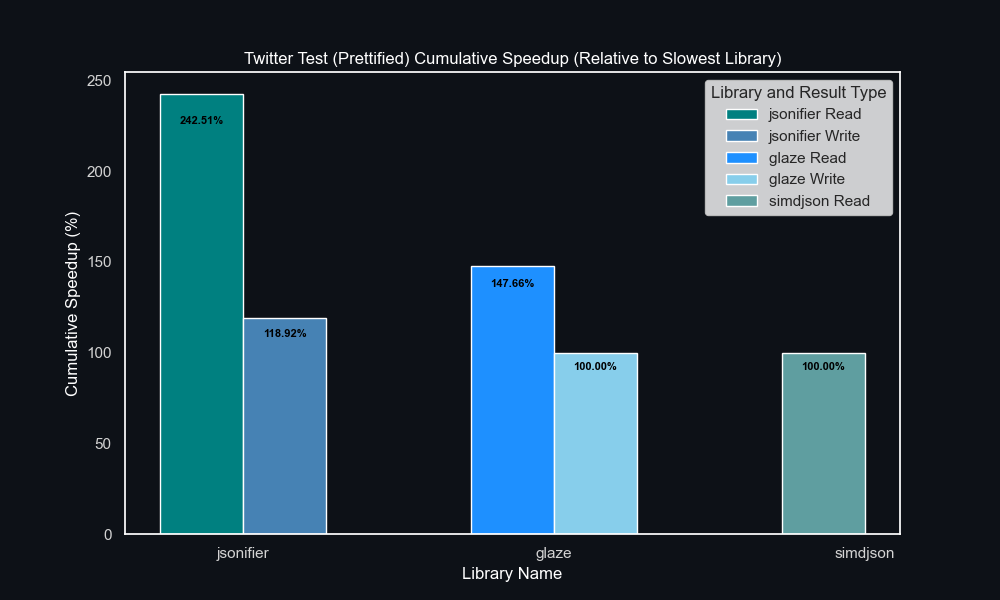 Twitter Test (Prettified) Cumulative Speedup (Relative to Slowest Library)
Cumulative Speedup (%)
250
200
150
100
50
0
242.51%
118.92%
147.66%
100.00%
100.00%
Library and Result Type
jsonifier Read
jsonifier Write
glaze Read
glaze Write
simdjson Read
jsonifier
glaze
simdjson
Library Name